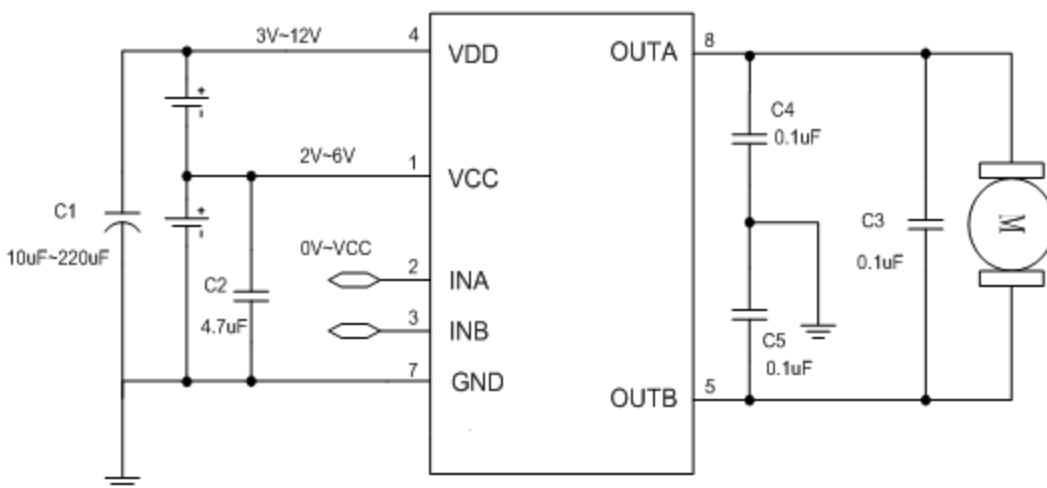 3V~12V
4
VDD
OUTA
8
C4
0.1uF
2V~6V
1
VCC
C1
10uF~220uF
0V~VCC
2
INA
C2
4.7uF
3
INB
7
GND
C3
0.1uF
M
C5
0.1uF
OUTB
5